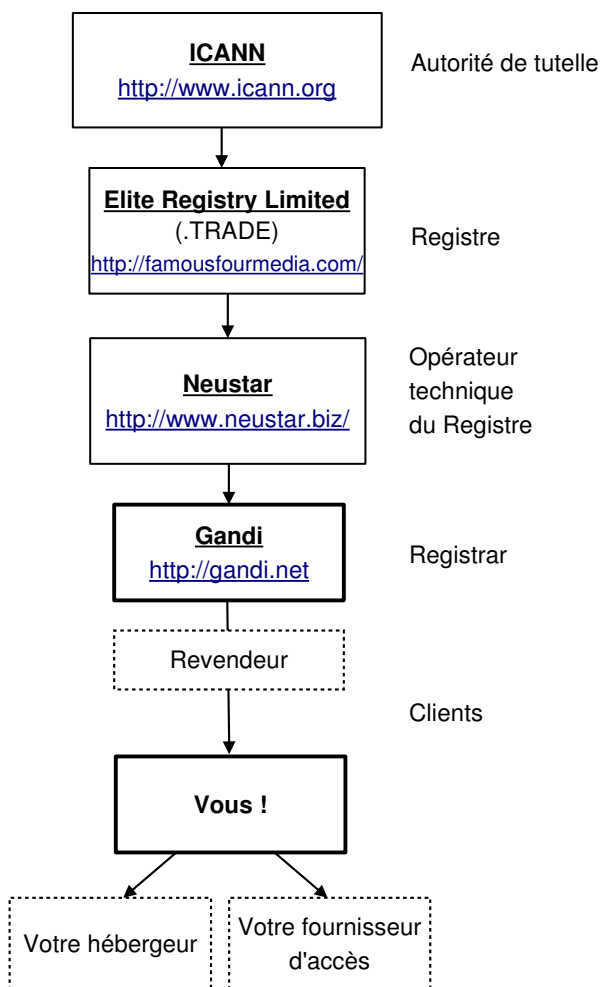 ICANN
http://www.icann.org
Autorité de tutelle
Elite Registry Limited
(.TRADE)
http://famousfourmedia.com/
Registre
Neustar
http://www.neustar.biz/
Opérateur
technique
du Registre
Gandi
http://gandi.net
Registrar
Revendeur
Clients
Vous !
Votre hébergeur
Votre fournisseur
d'accès